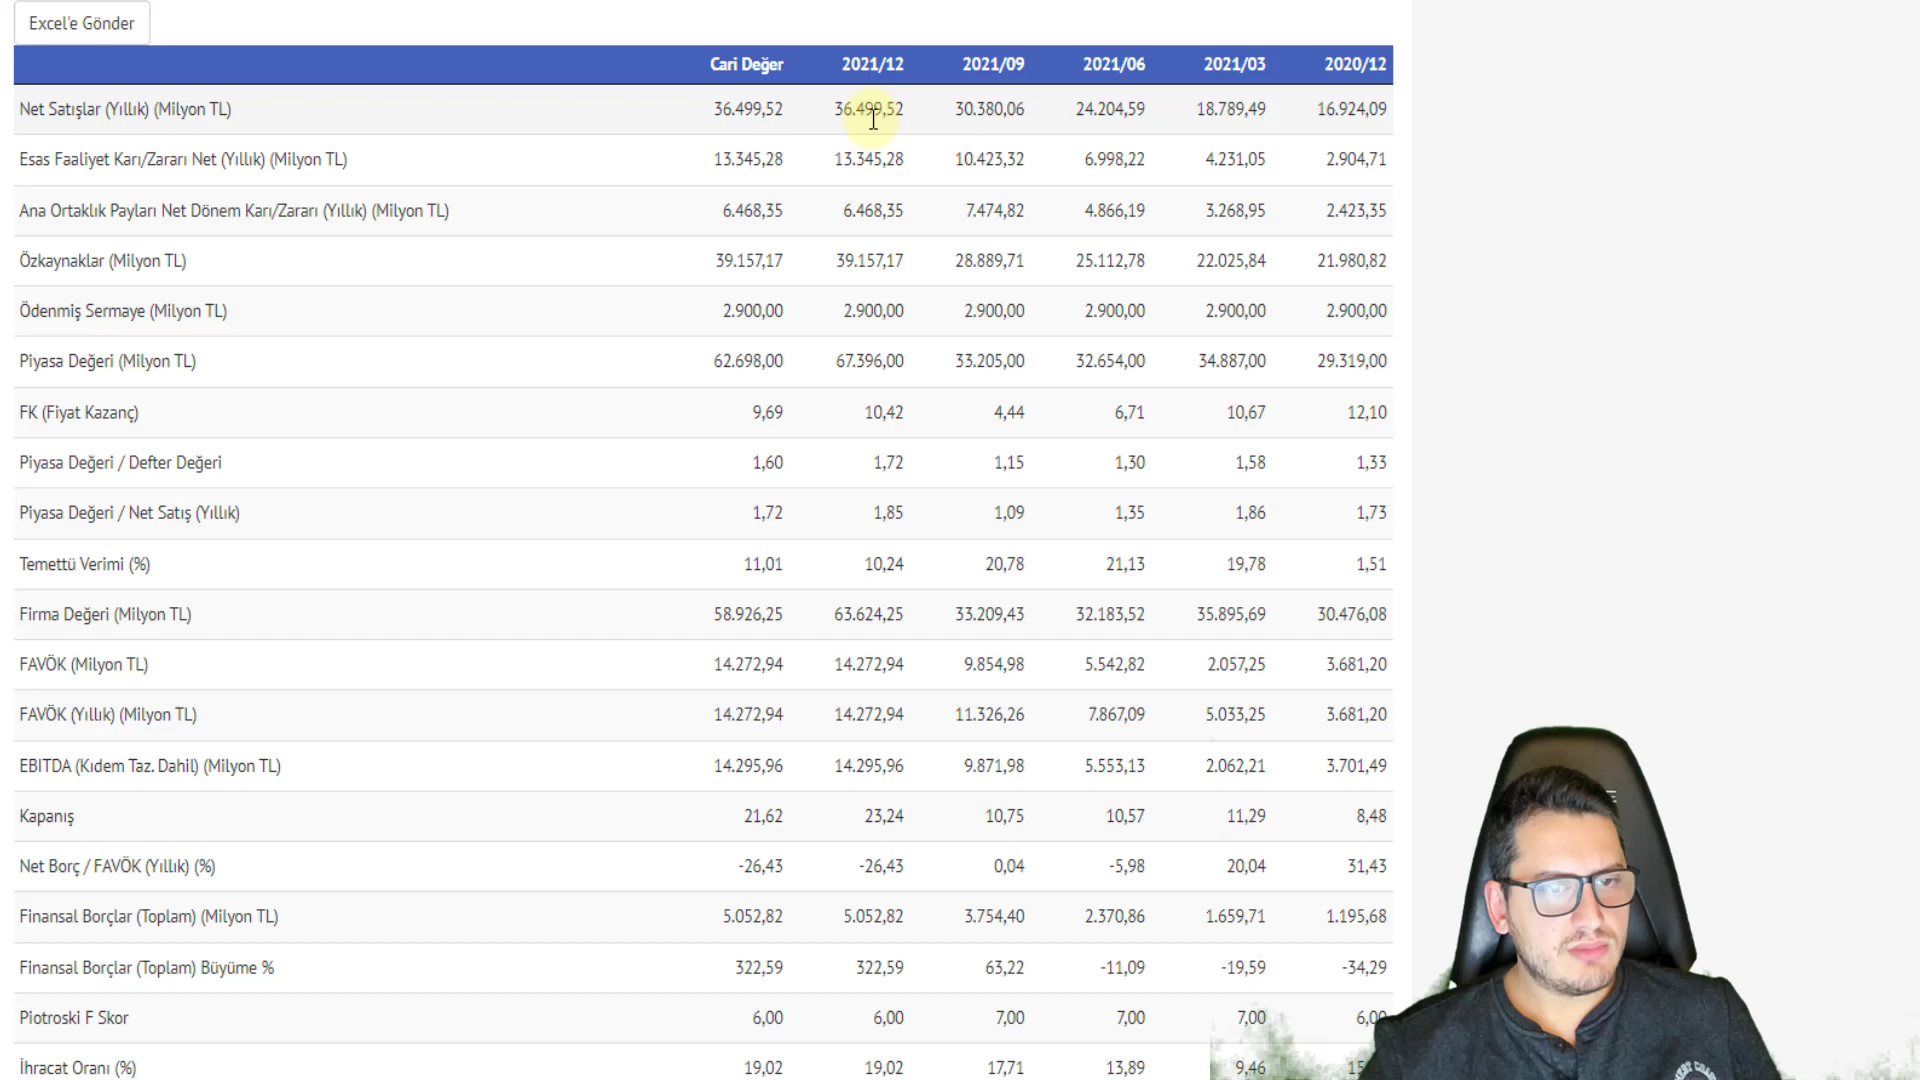 Excel'e Gönder
Cari Değer 2021/12 2021/09 2021/06 2021/03 2020/12
Net Satışlar (Yıllık) (Milyon TL) 36.499,52 36.499,52 30.380,06 24.204,59 18.789,49 16.924,09
Esas Faaliyet Karı/Zararı Net (Yıllık) (Milyon TL) 13.345,28 13.345,28 10.423,32 6.998,22 4.231,05 2.904,71
Ana Ortaklık Payları Net Dönem Karı/Zararı (Yıllık) (Milyon TL) 6.468,35 6.468,35 7.474,82 4.866,19 3.268,95 2.423,35
Özkaynaklar (Milyon TL) 39.157,17 39.157,17 28.889,71 25.112,78 22.025,84 21.980,82
Ödenmiş Sermaye (Milyon TL) 2.900,00 2.900,00 2.900,00 2.900,00 2.900,00 2.900,00
Piyasa Değeri (Milyon TL) 62.698,00 67.396,00 33.205,00 32.654,00 34.887,00 29.319,00
FK (Fiyat Kazanç) 9,69 10,42 4,44 6,71 10,67 12,10
Piyasa Değeri / Defter Değeri 1,60 1,72 1,15 1,30 1,58 1,33
Piyasa Değeri / Net Satış (Yıllık) 1,72 1,85 1,09 1,35 1,86 1,73
Temettü Verimi (%) 11,01 10,24 20,78 21,13 19,78 1,51
Firma Değeri (Milyon TL) 58.926,25 63.624,25 33.209,43 32.183,52 35.895,69 30.476,08
FAVÖK (Milyon TL) 14.272,94 14.272,94 9.854,98 5.542,82 2.057,25 3.681,20
FAVÖK (Yıllık) (Milyon TL) 14.272,94 14.272,94 11.326,26 7.867,09 5.033,25 3.681,20
EBITDA (Kıdem Taz. Dahil) (Milyon TL) 14.295,96 14.295,96 9.871,98 5.553,13 2.062,21 3.701,49
Kapanış 21,62 23,24 10,75 10,57 11,29 8,48
Net Borç / FAVÖK (Yıllık) (%) -26,43 -26,43 0,04 -5,98 20,04 31,43
Finansal Borçlar (Toplam) (Milyon TL) 5.052,82 5.052,82 3.754,40 2.370,86 1.659,71 1.195,68
Finansal Borçlar (Toplam) Büyüme % 322,59 322,59 63,22 -11,09 -19,59 -34,29
Piotroski F Skor 6,00 6,00 7,00 7,00 7,00 6,00
İhracat Oranı (%) 19,02 19,02 17,71 13,89 9,46